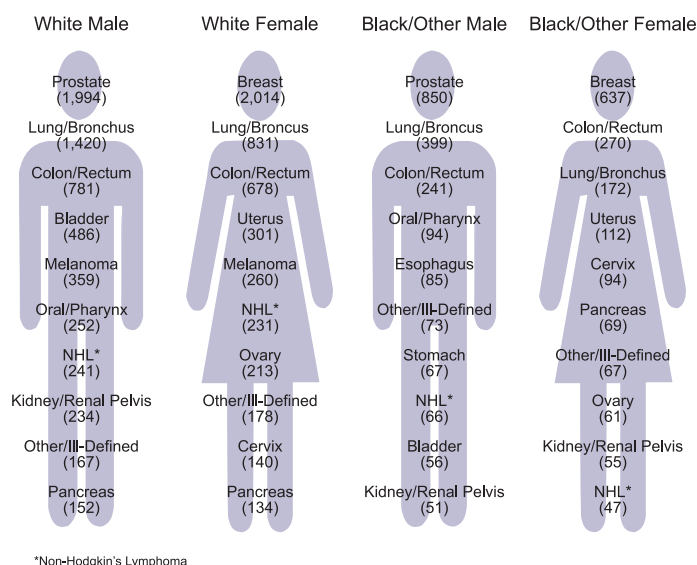 White Male
Prostate
(1,994)
Lung/Bronchus
(1,420)
Colon/Rectum
(781)
Bladder
(486)
Melanoma
(359)
Oral/Pharynx
(252)
NHL*
(241)
Kidney/Renal Pelvis
(234)
Other/Ill-Defined
(167)
Pancreas
(152)
White Female
Breast
(2,014)
Lung/Broncus
(831)
Colon/Rectum
(678)
Uterus
(301)
Melanoma
(260)
NHL*
(231)
Ovary
(213)
Other/Ill-Defined
(178)
Cervix
(140)
Pancreas
(134)
Black/Other Male
Prostate
(850)
Lung/Broncus
(399)
Colon/Rectum
(241)
Oral/Pharynx
(94)
Esophagus
(85)
Other/Ill-Defined
(73)
Stomach
(67)
NHL*
(66)
Bladder
(56)
Kidney/Renal Pelvis
(51)
Black/Other Female
Breast
(637)
Colon/Rectum
(270)
Lung/Bronchus
(172)
Uterus
(112)
Cervix
(94)
Pancreas
(69)
Other/Ill-Defined
(67)
Ovary
(61)
Kidney/Renal Pelvis
(55)
NHL*
(47)
*Non-Hodgkin's Lymphoma